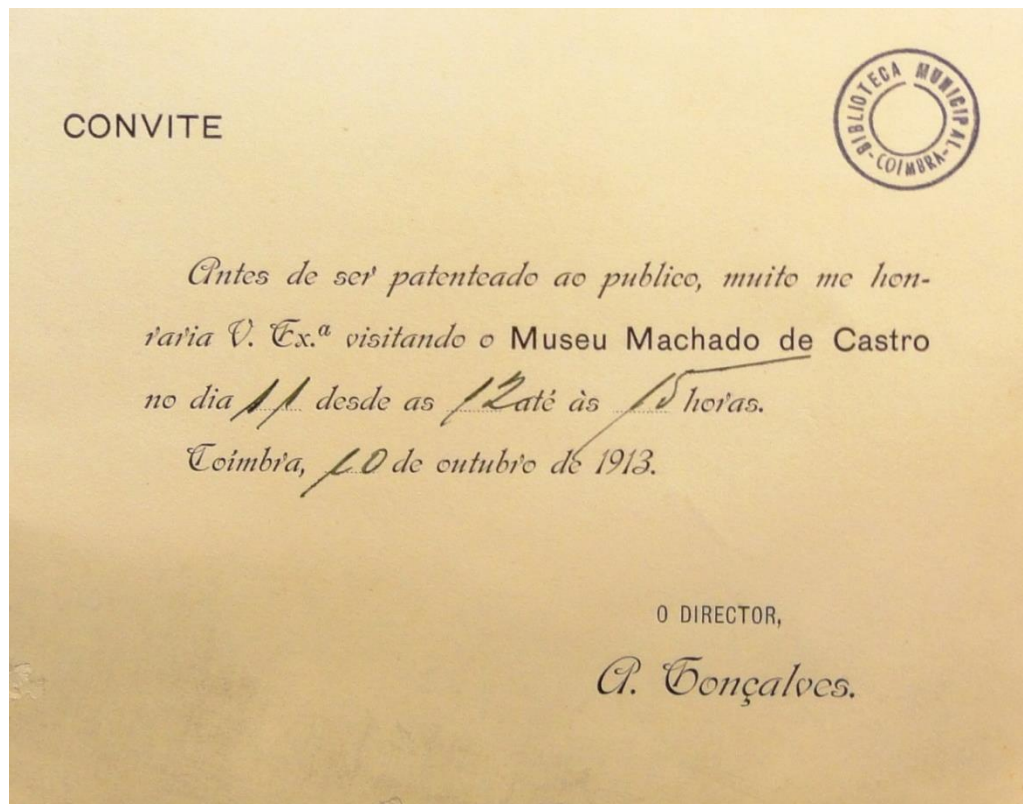 CONVITE
BIBLIOTECA MUNICIPAL
-COIMBRA-
Antes de ser patenteado ao publico, muito me hon-
raria V. Ex.ª visitando o Museu Machado de Castro
no dia 11 desde as 12 até às 15 horas.
Coímbra, 10 de outubro de 1913.
O DIRECTOR,
A. Gonçalves.